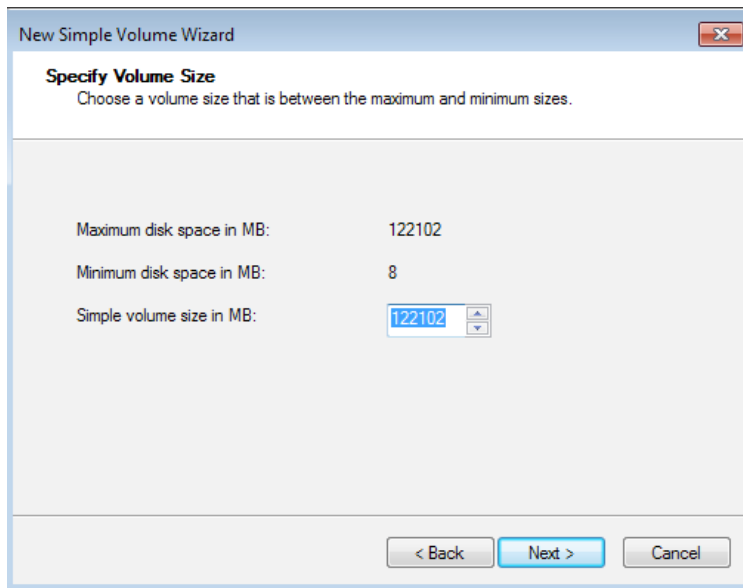 New Simple Volume Wizard
Specify Volume Size
Choose a volume size that is between the maximum and minimum sizes.
Maximum disk space in MB: 122102
Minimum disk space in MB: 8
Simple volume size in MB: 122102
< Back Next > Cancel